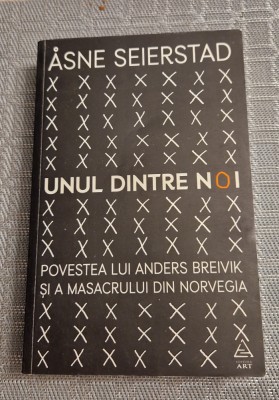 ÅSNE SEIERSTAD
UNUL DINTRE NOI
POVESTEA LUI ANDERS BREIVIK
ȘI A MASACRULUI DIN NORVEGIA
ART